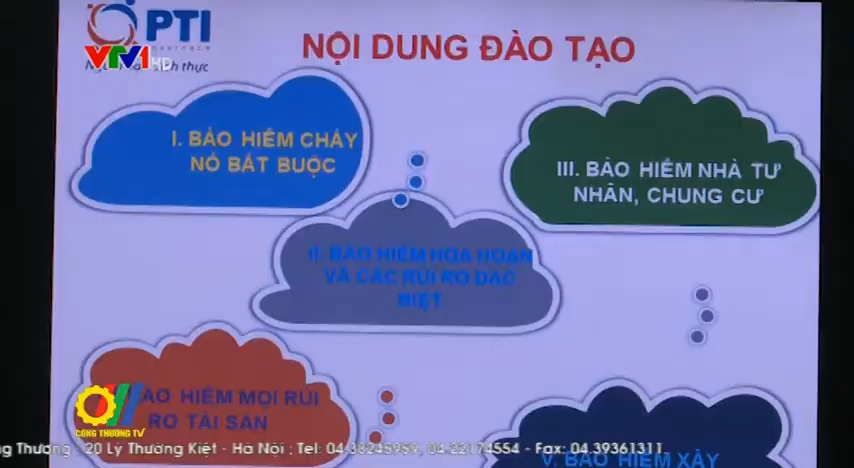 PTI
VTV1
HD
thực
NỘI DUNG ĐÀO TẠO
I. BẢO HIỂM CHÁY
NỔ BẮT BUỘC
III. BẢO HIỂM NHÀ TƯ
NHÂN, CHUNG CƯ
II. BẢO HIỂM HỎA HOẠN
VÀ CÁC RỦI RO ĐẶC
BIỆT
HIỂM MỌI RỦI
RO TÀI SẢN
CÔNG THƯƠNG TV
Thương : 20 Lý Thường Kiệt - Hà Nội ; Tel: 04.38245959, 04-22174554 - Fax: 04.39361311
V. BẢO HIỂM XÂY